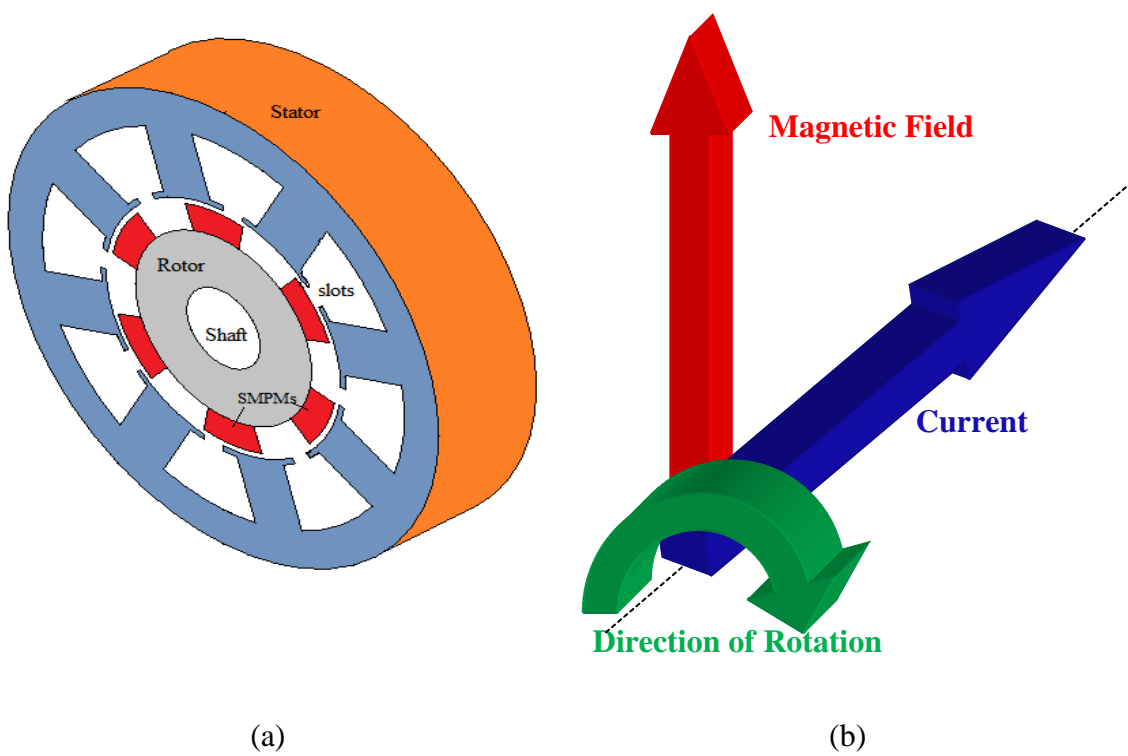 Stator
Rotor
slots
Shaft
SMPMs
(a)
Magnetic Field
Current
Direction of Rotation
(b)